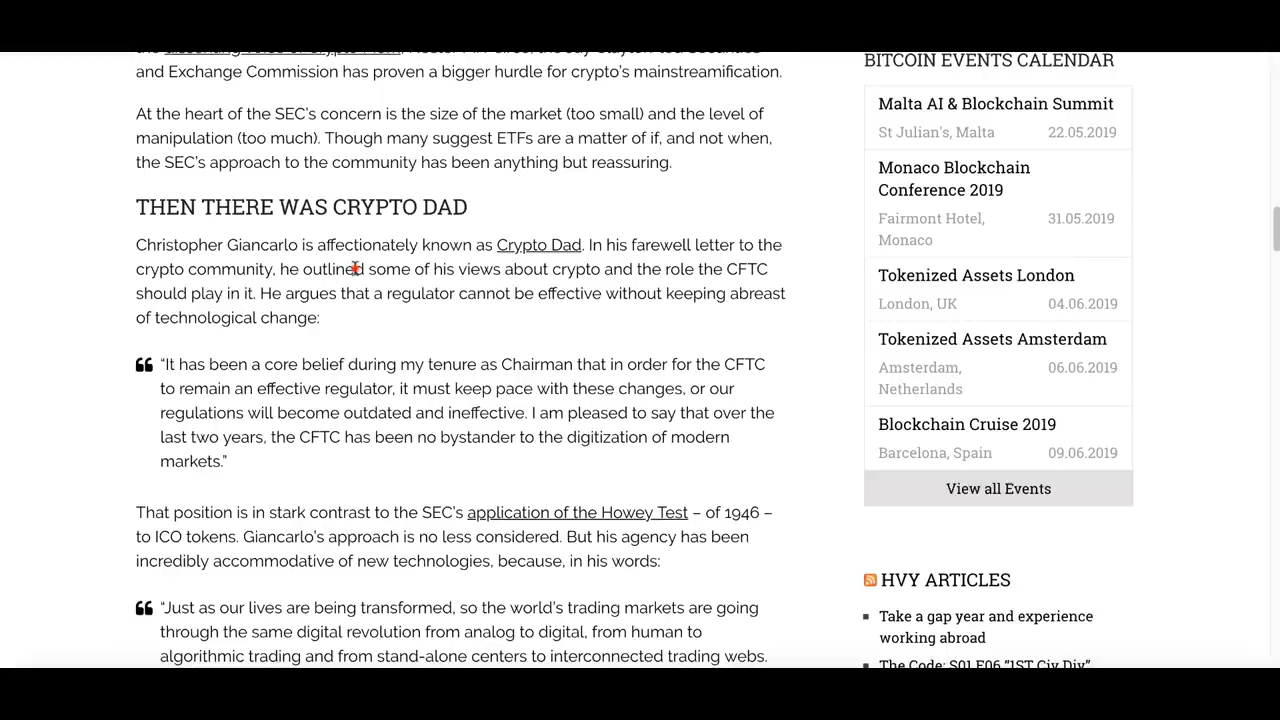 and Exchange Commission has proven a bigger hurdle for crypto's mainstreamification.
At the heart of the SEC's concern is the size of the market (too small) and the level of
manipulation (too much). Though many suggest ETFs are a matter of if, and not when,
the SEC's approach to the community has been anything but reassuring.
THEN THERE WAS CRYPTO DAD
Christopher Giancarlo is affectionately known as Crypto Dad. In his farewell letter to the
crypto community, he outlined some of his views about crypto and the role the CFTC
should play in it. He argues that a regulator cannot be effective without keeping abreast
of technological change:
“It has been a core belief during my tenure as Chairman that in order for the CFTC
to remain an effective regulator, it must keep pace with these changes, or our
regulations will become outdated and ineffective. I am pleased to say that over the
last two years, the CFTC has been no bystander to the digitization of modern
markets.”
That position is in stark contrast to the SEC's application of the Howey Test – of 1946 –
to ICO tokens. Giancarlo's approach is no less considered. But his agency has been
incredibly accommodative of new technologies, because, in his words:
“Just as our lives are being transformed, so the world's trading markets are going
through the same digital revolution from analog to digital, from human to
algorithmic trading and from stand-alone centers to interconnected trading webs.
BITCOIN EVENTS CALENDAR
Malta AI & Blockchain Summit
St Julian's, Malta 22.05.2019
Monaco Blockchain
Conference 2019
Fairmont Hotel, 31.05.2019
Monaco
Tokenized Assets London
London, UK 04.06.2019
Tokenized Assets Amsterdam
Amsterdam, 06.06.2019
Netherlands
Blockchain Cruise 2019
Barcelona, Spain 09.06.2019
View all Events
HVY ARTICLES
Take a gap year and experience
working abroad
The Code: S01 E06 “1ST Civ Div”